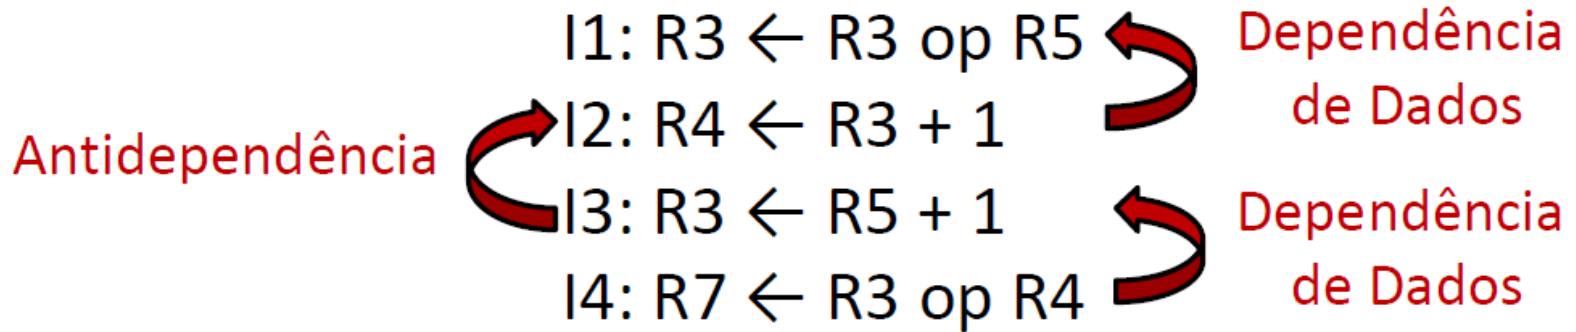 I1: R3 ← R3 op R5
Dependência
de Dados
I2: R4 ← R3 + 1
Antidependência
I3: R3 ← R5 + 1
Dependência
de Dados
I4: R7 ← R3 op R4